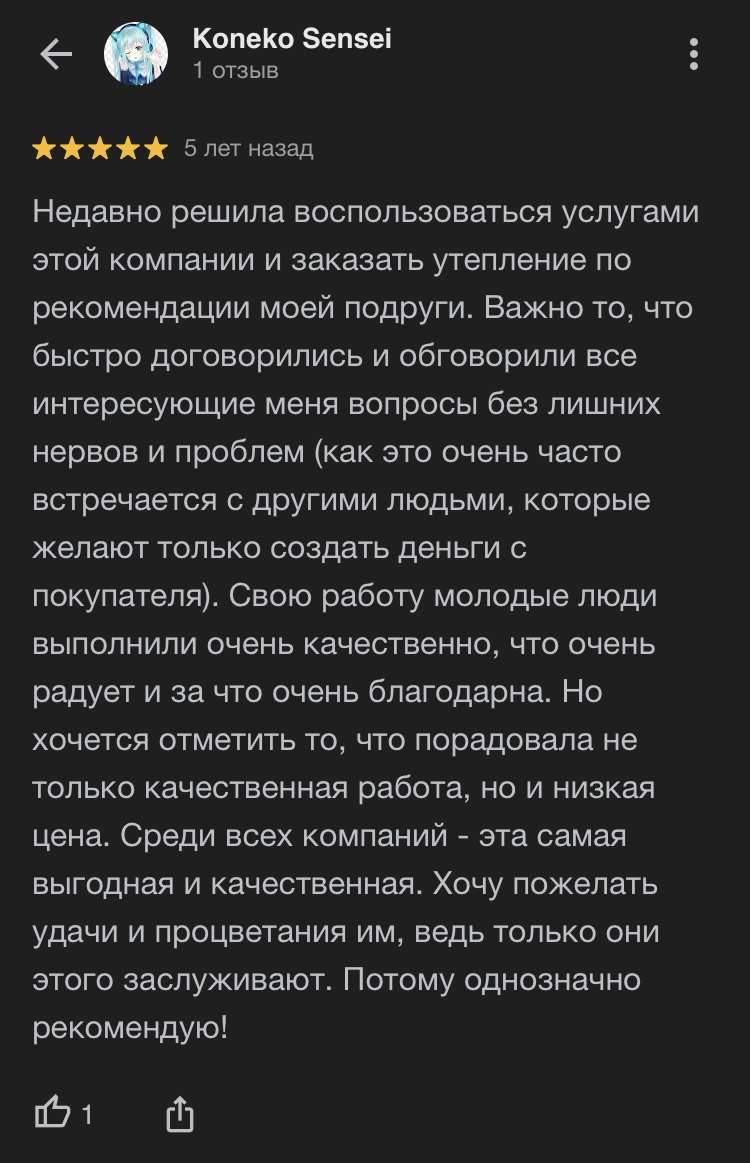 Koneko Sensei
1 отзыв
5 лет назад
Недавно решила воспользоваться услугами
этой компании и заказать утепление по
рекомендации моей подруги. Важно то, что
быстро договорились и обговорили все
интересующие меня вопросы без лишних
нервов и проблем (как это очень часто
встречается с другими людьми, которые
желают только создать деньги с
покупателя). Свою работу молодые люди
выполнили очень качественно, что очень
радует и за что очень благодарна. Но
хочется отметить то, что порадовала не
только качественная работа, но и низкая
цена. Среди всех компаний - эта самая
выгодная и качественная. Хочу пожелать
удачи и процветания им, ведь только они
этого заслуживают. Потому однозначно
рекомендую!
1